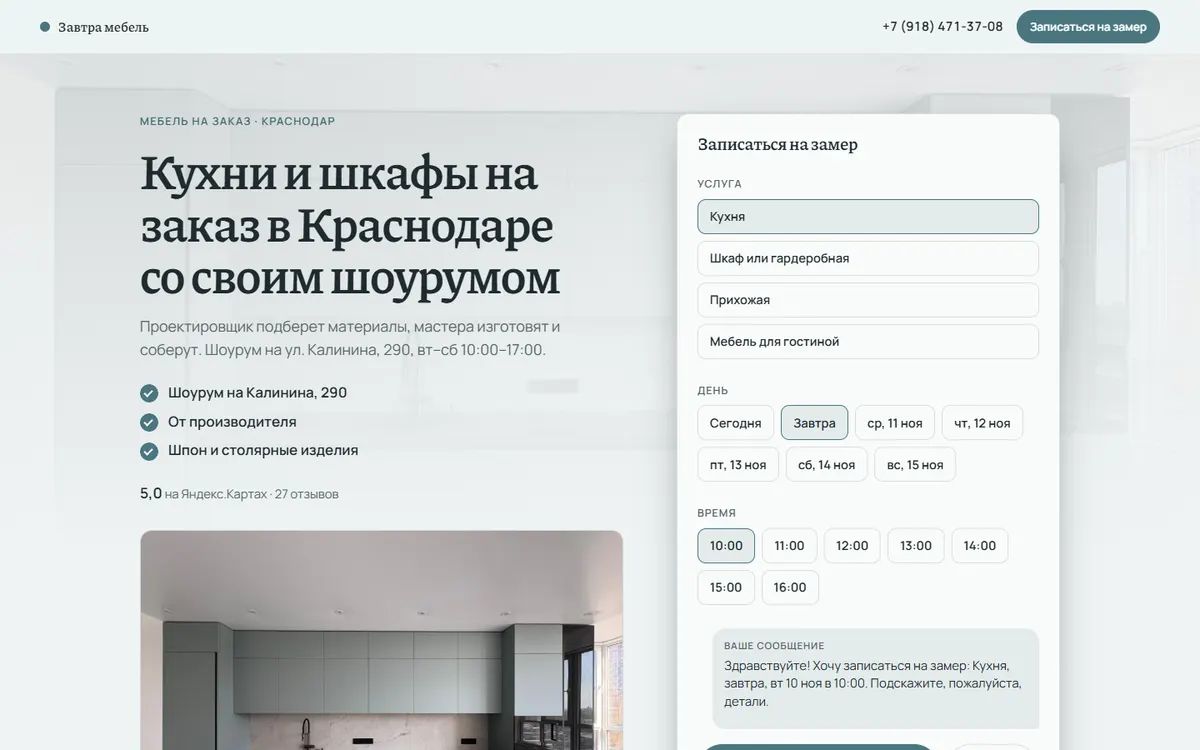 Завтра мебель
+7 (918) 471-37-08
Записаться на замер
МЕБЕЛЬ НА ЗАКАЗ · КРАСНОДАР
Кухни и шкафы на
заказ в Краснодаре
со своим шоурумом
Проектировщик подберет материалы, мастера изготовят и
соберут. Шоурум на ул. Калинина, 290, вт–сб 10:00–17:00.
Шоурум на Калинина, 290
От производителя
Шпон и столярные изделия
5,0 на Яндекс.Картах · 27 отзывов
Записаться на замер
УСЛУГА
Кухня
Шкаф или гардеробная
Прихожая
Мебель для гостиной
ДЕНЬ
Сегодня
Завтра
ср, 11 ноя
чт, 12 ноя
пт, 13 ноя
сб, 14 ноя
вс, 15 ноя
ВРЕМЯ
10:00
11:00
12:00
13:00
14:00
15:00
16:00
ВАШЕ СООБЩЕНИЕ
Здравствуйте! Хочу записаться на замер: Кухня,
завтра, вт 10 ноя в 10:00. Подскажите, пожалуйста,
детали.